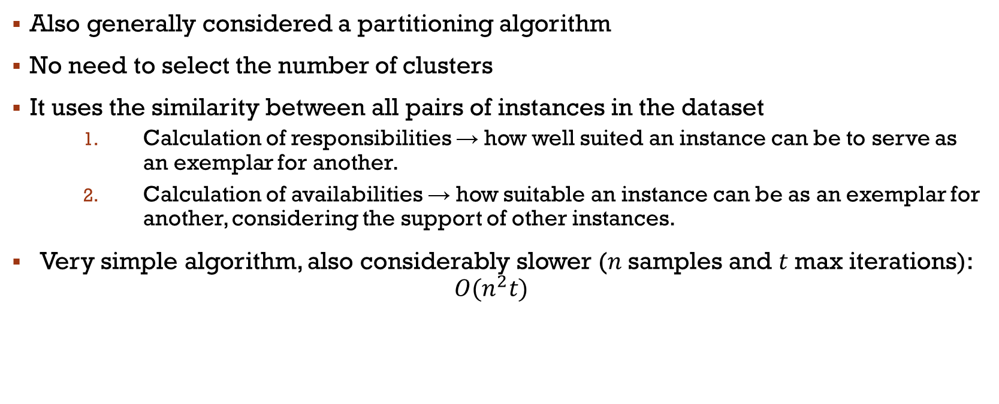 ▪ Also generally considered a partitioning algorithm
▪ No need to select the number of clusters
▪ It uses the similarity between all pairs of instances in the dataset
1. Calculation of responsibilities → how well suited an instance can be to serve as
an exemplar for another.
2. Calculation of availabilities → how suitable an instance can be as an exemplar for
another, considering the support of other instances.
▪ Very simple algorithm, also considerably slower (n samples and t max iterations):
O(n²t)